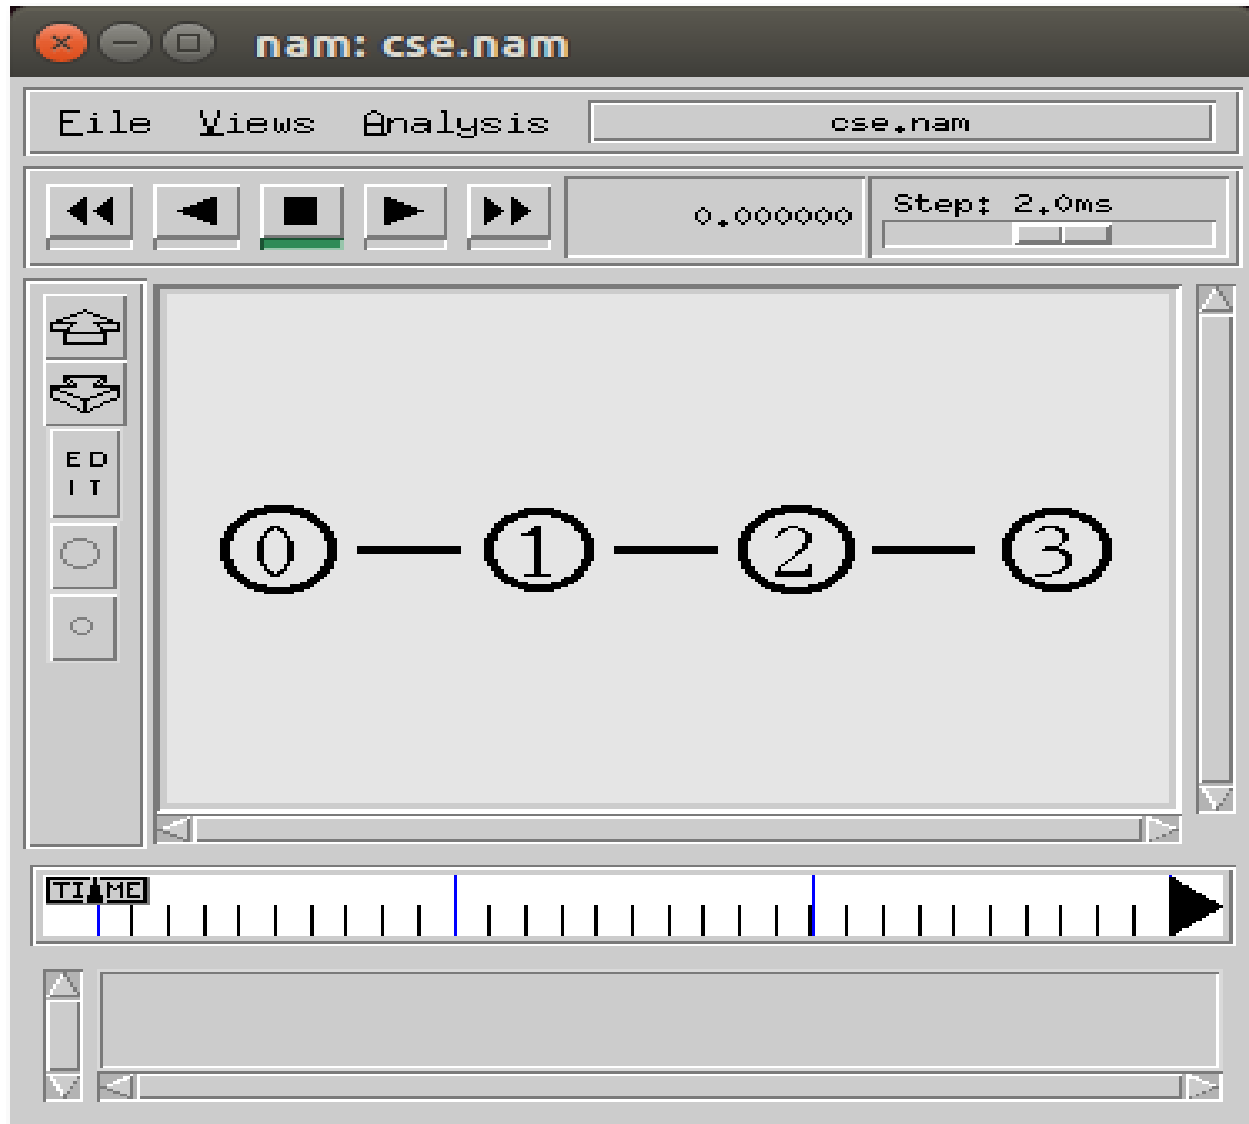 nam: cse.nam
File Views Analysis cse.nam
0.000000 Step: 2.0ms
ED
IT
0 1 2 3
TIME